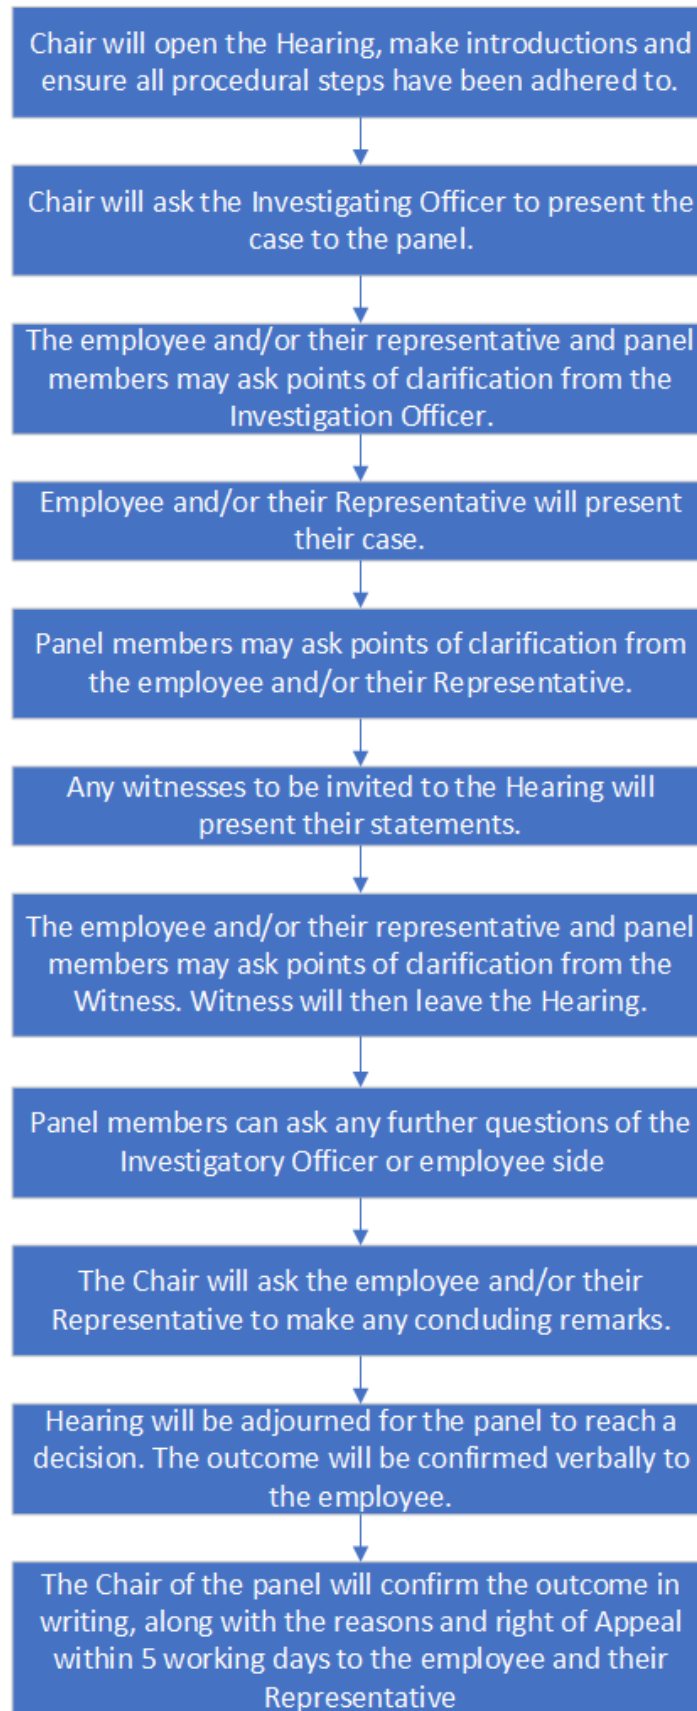 Chair will open the Hearing, make introductions and
ensure all procedural steps have been adhered to.
Chair will ask the Investigating Officer to present the
case to the panel.
The employee and/or their representative and panel
members may ask points of clarification from the
Investigation Officer.
Employee and/or their Representative will present
their case.
Panel members may ask points of clarification from
the employee and/or their Representative.
Any witnesses to be invited to the Hearing will
present their statements.
The employee and/or their representative and panel
members may ask points of clarification from the
Witness. Witness will then leave the Hearing.
Panel members can ask any further questions of the
Investigatory Officer or employee side
The Chair will ask the employee and/or their
Representative to make any concluding remarks.
Hearing will be adjourned for the panel to reach a
decision. The outcome will be confirmed verbally to
the employee.
The Chair of the panel will confirm the outcome in
writing, along with the reasons and right of Appeal
within 5 working days to the employee and their
Representative